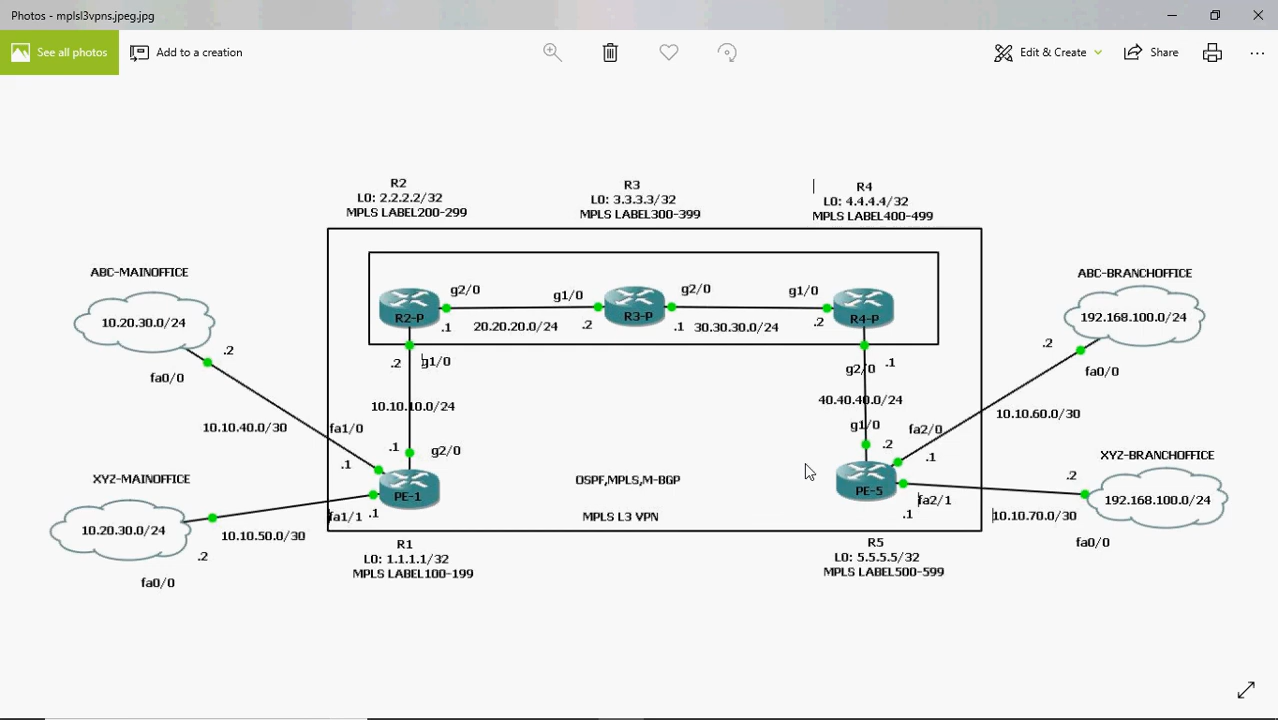 Photos - mplsl3vpns.jpeg.jpg
See all photos
Add to a creation
Edit & Create
Share
R2
L0: 2.2.2.2/32
MPLS LABEL200-299
R3
L0: 3.3.3.3/32
MPLS LABEL300-399
R4
L0: 4.4.4.4/32
MPLS LABEL400-499
ABC-MAINOFFICE
10.20.30.0/24
.2
fa0/0
10.10.40.0/30
fa1/0
.1
R2-P
g2/0
.1
20.20.20.0/24
g1/0
.2
R3-P
g2/0
.1
30.30.30.0/24
g1/0
.2
R4-P
.2
g1/0
10.10.10.0/24
.1
g2/0
g2/0
.1
40.40.40.0/24
g1/0
.2
ABC-BRANCHOFFICE
192.168.100.0/24
.2
fa0/0
10.10.60.0/30
fa2/0
.1
XYZ-MAINOFFICE
10.20.30.0/24
.2
fa0/0
10.10.50.0/30
fa1/1
.1
PE-1
OSPF,MPLS,M-BGP
MPLS L3 VPN
PE-5
fa2/1
.1
10.10.70.0/30
XYZ-BRANCHOFFICE
.2
192.168.100.0/24
fa0/0
R1
L0: 1.1.1.1/32
MPLS LABEL100-199
R5
L0: 5.5.5.5/32
MPLS LABEL500-599